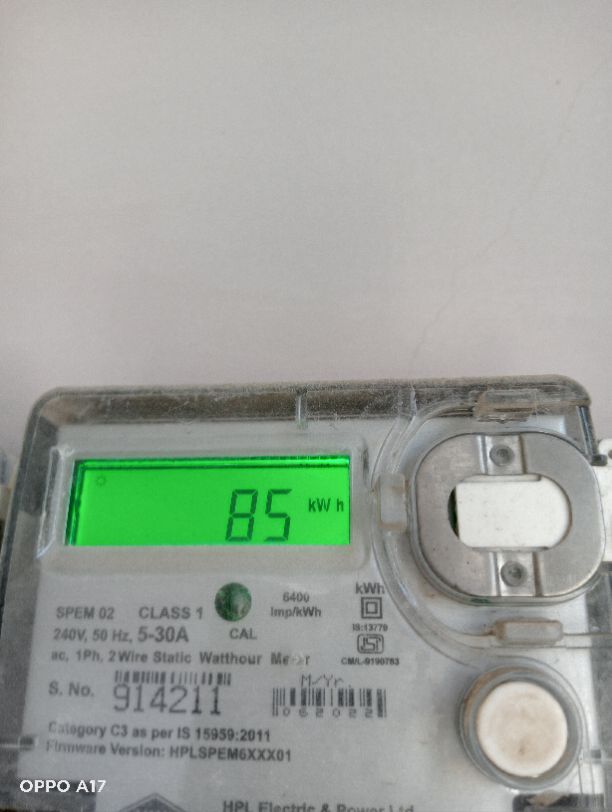 85 kWh
SPEM 02 CLASS 1 6400 kWh
240V, 50 Hz, 5-30A CAL Imp/kWh
IS:13779
ac, 1Ph, 2 Wire Static Watthour Meter CM/L-9190763
S. No. 914211 M/Yr
062022
Category C3 as per IS 15959:2011
Firmware Version: HPLSPEM6XXX01
HPL Electric & Power Ltd
OPPO A17